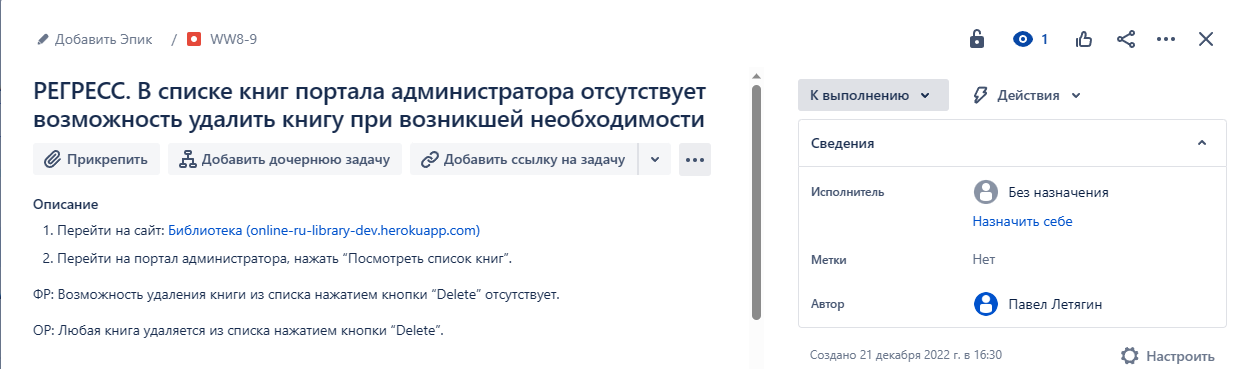 Добавить Эпик / WW8-9
1
РЕГРЕСС. В списке книг портала администратора отсутствует
возможность удалить книгу при возникшей необходимости
Прикрепить Добавить дочернюю задачу Добавить ссылку на задачу
Описание
1. Перейти на сайт: Библиотека (online-ru-library-dev.herokuapp.com)
2. Перейти на портал администратора, нажать “Посмотреть список книг”.
ФР: Возможность удаления книги из списка нажатием кнопки “Delete” отсутствует.
ОР: Любая книга удаляется из списка нажатием кнопки “Delete”.
К выполнению Действия
Сведения
Исполнитель Без назначения
Назначить себе
Метки Нет
Автор Павел Летягин
Создано 21 декабря 2022 г. в 16:30 Настроить